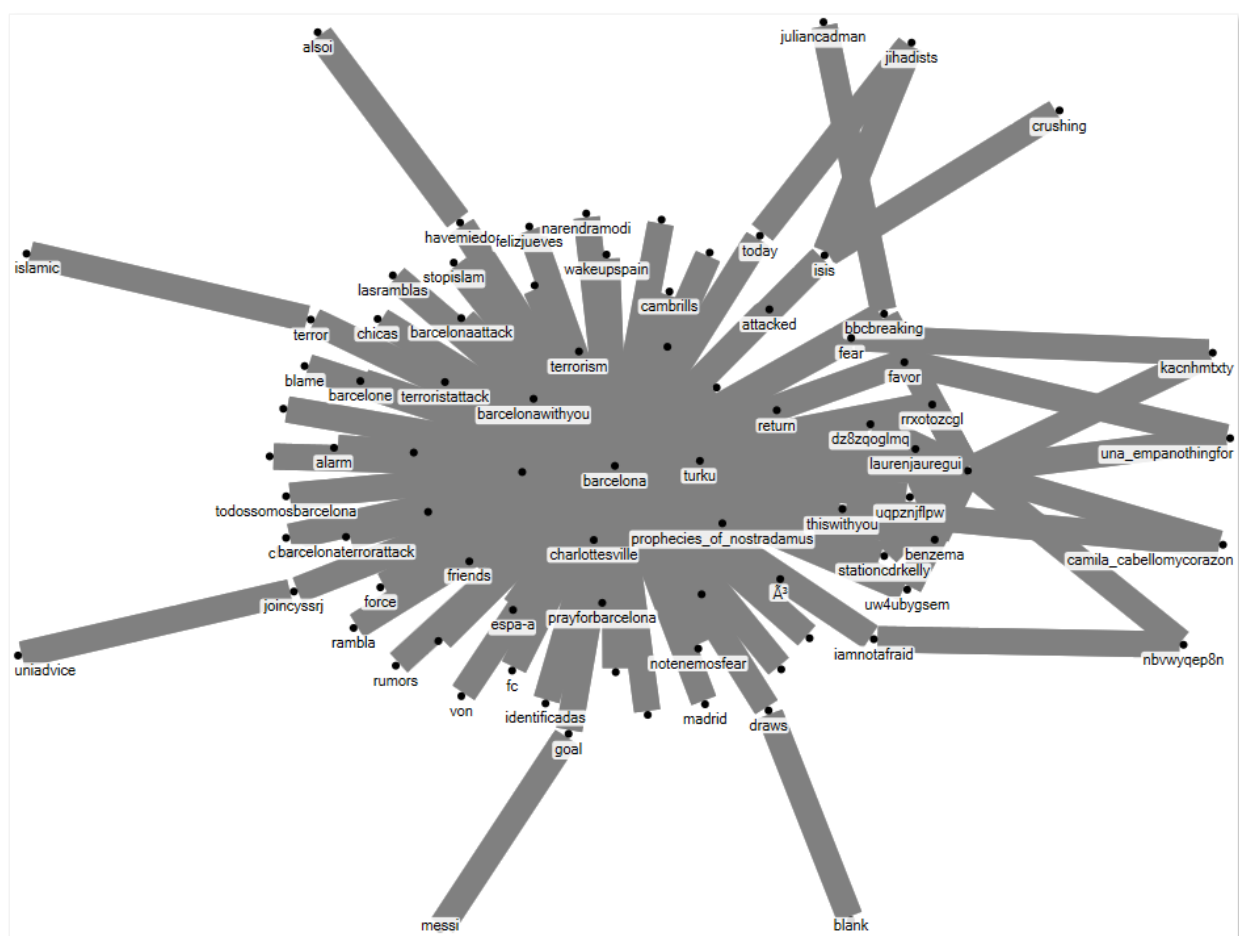 juliancadman
alsoi
jihadists
crushing
narendramodi
havemiedo
felizjueves
today
islamic
wakeupspain
isis
stopislam
lasramblas
cambrills
attacked
bbcbreaking
chicas
barcelonaattack
terror
fear
terrorism
kacnhmtxty
favor
blame
barcelone
terroristattack
barcelonawithyou
rrxotozcgl
return
dz8zqoglmq
una_empanothingfor
alarm
laurenjauregui
barcelona
turku
todossomosbarcelona
uqpznjflpw
thiswithyou
prophecies_of_nostradamus
c
barcelonaterrorattack
charlottesville
benzema
camila_cabellomycorazon
stationcdrkelly
friends
Ã³
joincyssrj
force
uw4ubygsem
prayforbarcelona
espa-a
rambla
iamnotafraid
nbvwyqep8n
notenemosfear
uniadvice
rumors
fc
von
identificadas
madrid
draws
goal
messi
blank